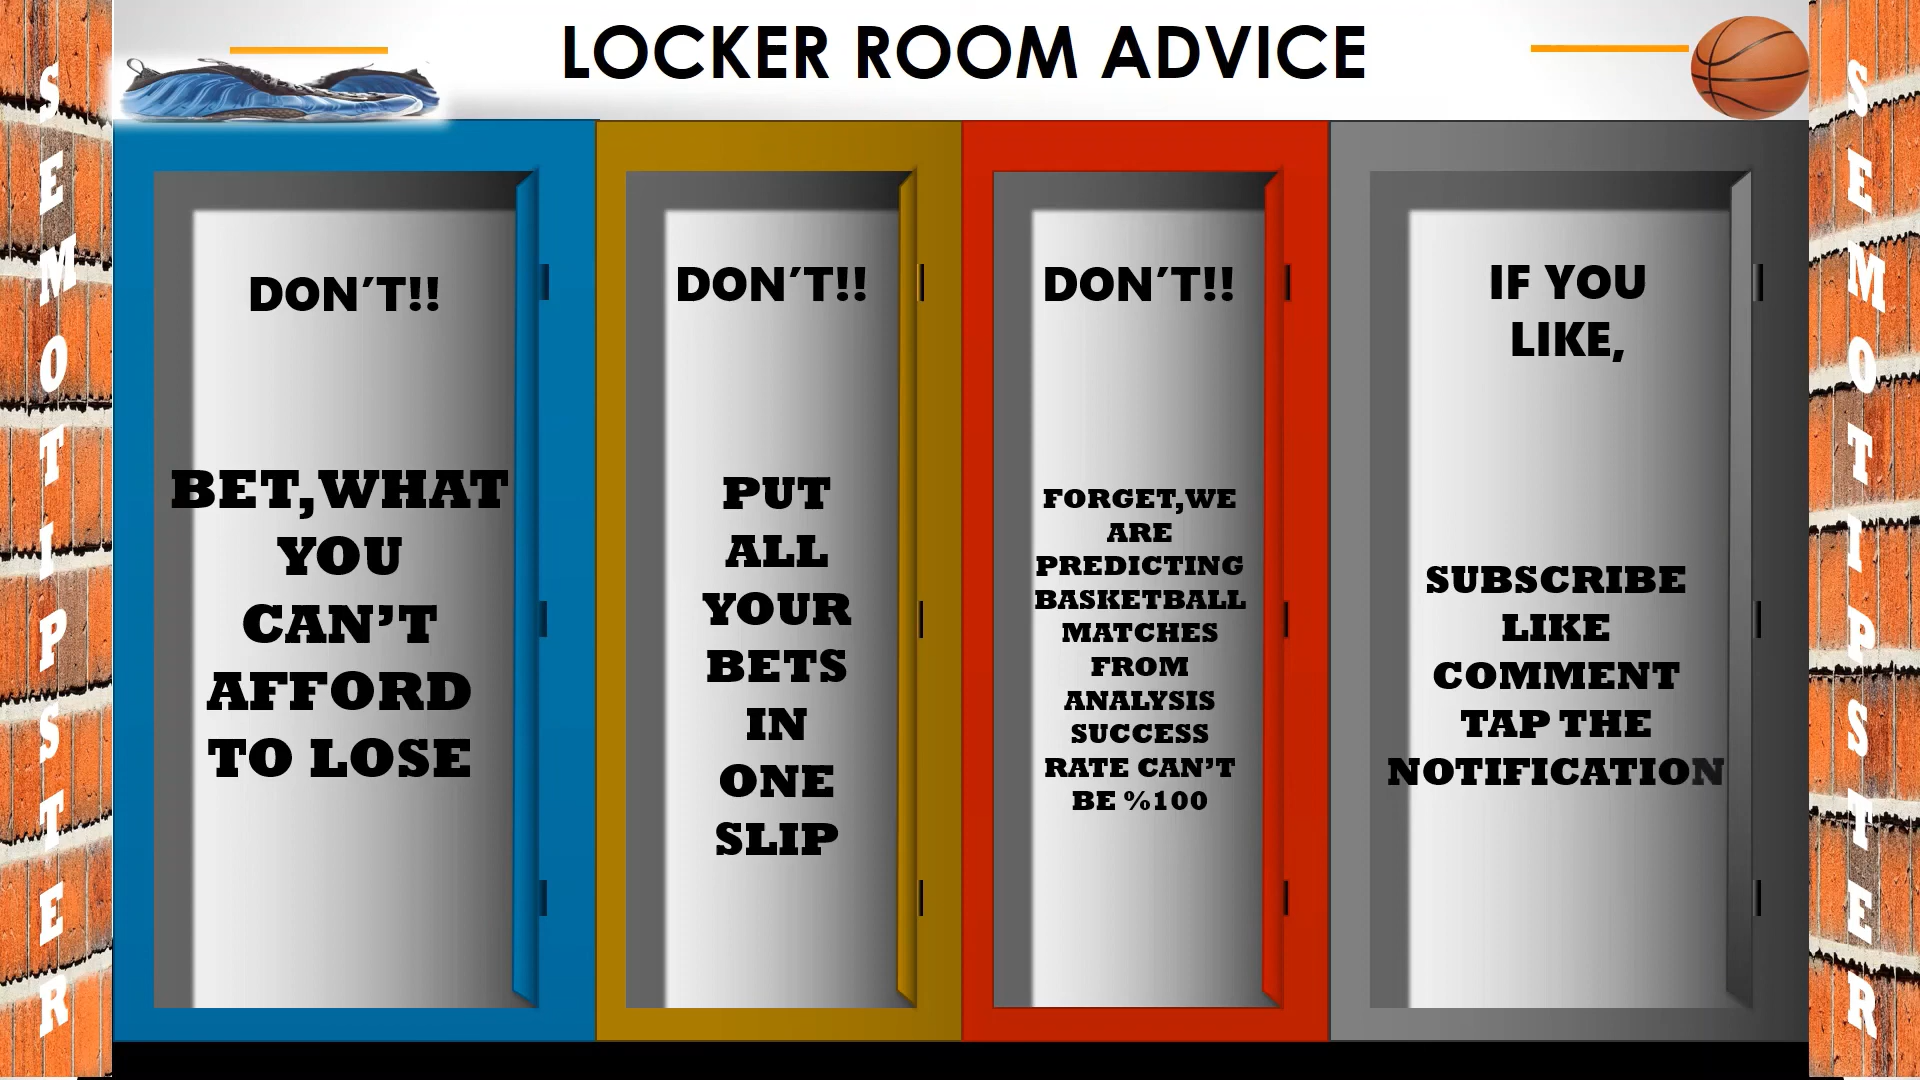 LOCKER ROOM ADVICE
SEMOTIPSTER
DON'T!!
BET,WHAT
YOU
CAN'T
AFFORD
TO LOSE
DON'T!!
PUT
ALL
YOUR
BETS
IN
ONE
SLIP
DON'T!!
FORGET,WE
ARE
PREDICTING
BASKETBALL
MATCHES
FROM
ANALYSIS
SUCCESS
RATE CAN'T
BE %100
IF YOU
LIKE,
SUBSCRIBE
LIKE
COMMENT
TAP THE
NOTIFICATION
SEMOTIPSTER